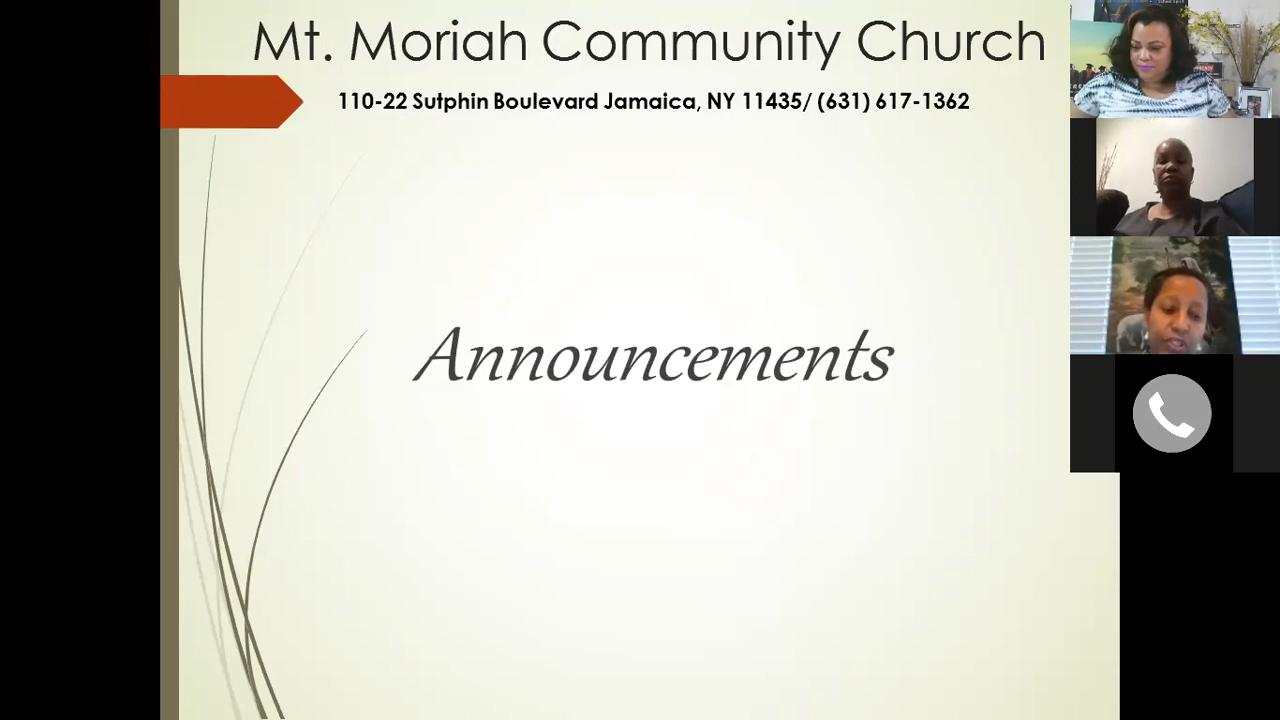 Mt. Moriah Community Church
110-22 Sutphin Boulevard Jamaica, NY 11435/ (631) 617-1362
Announcements